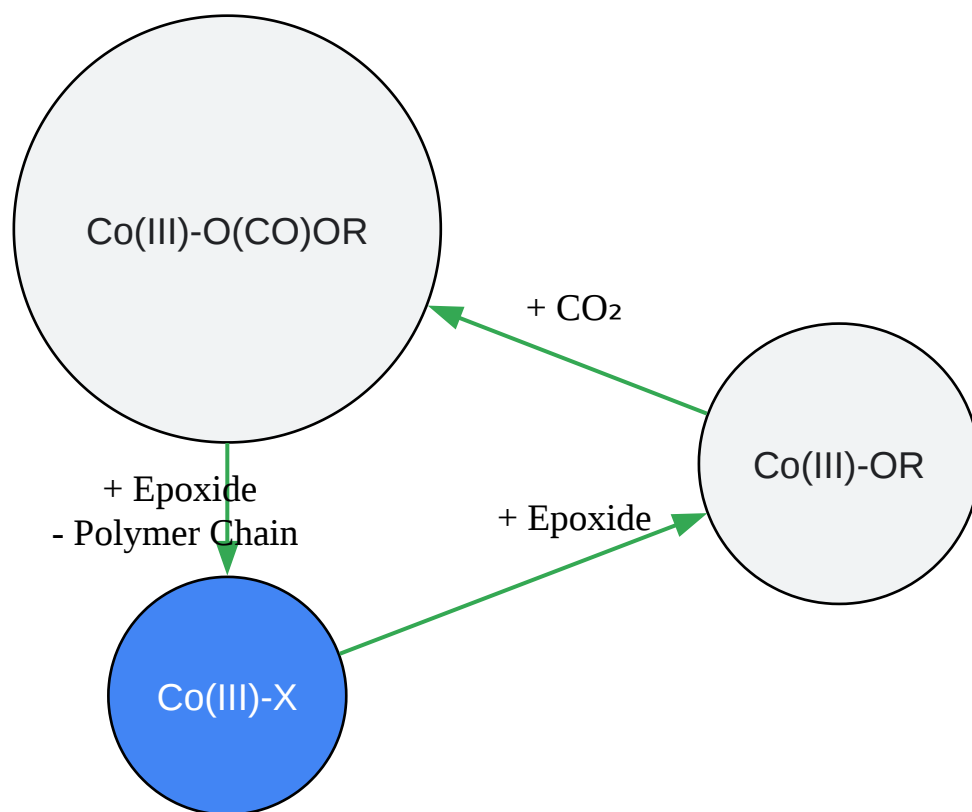 Co(III)-O(CO)OR
+ CO₂
Co(III)-OR
+ Epoxide
- Polymer Chain
+ Epoxide
Co(III)-X